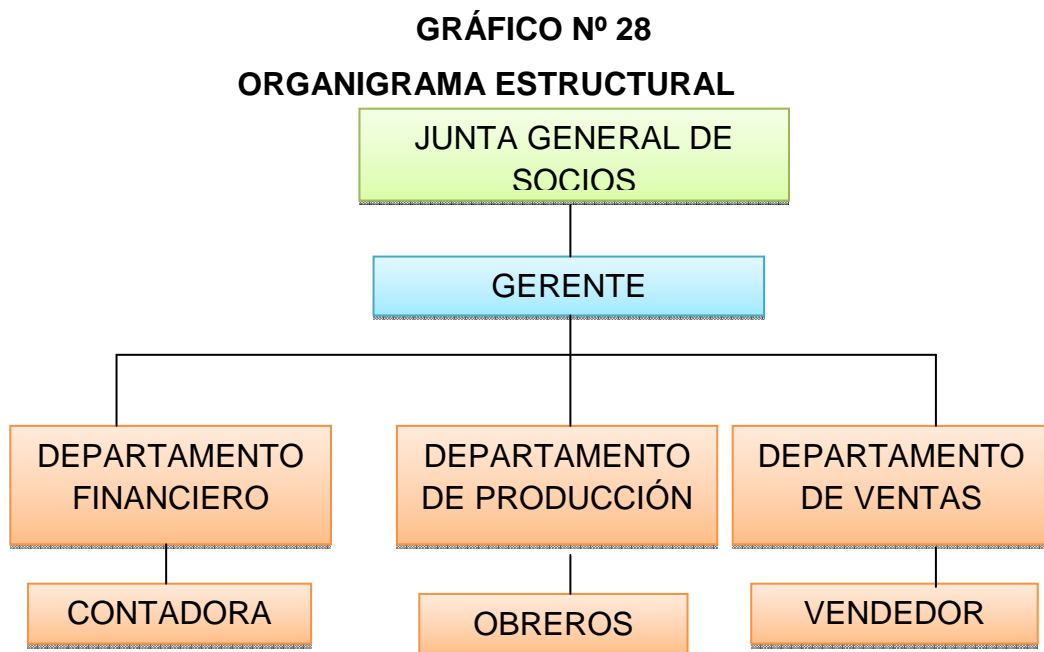 GRÁFICO Nº 28
ORGANIGRAMA ESTRUCTURAL
JUNTA GENERAL DE
SOCIOS
GERENTE
DEPARTAMENTO
FINANCIERO
DEPARTAMENTO
DE PRODUCCIÓN
DEPARTAMENTO
DE VENTAS
CONTADORA
OBREROS
VENDEDOR